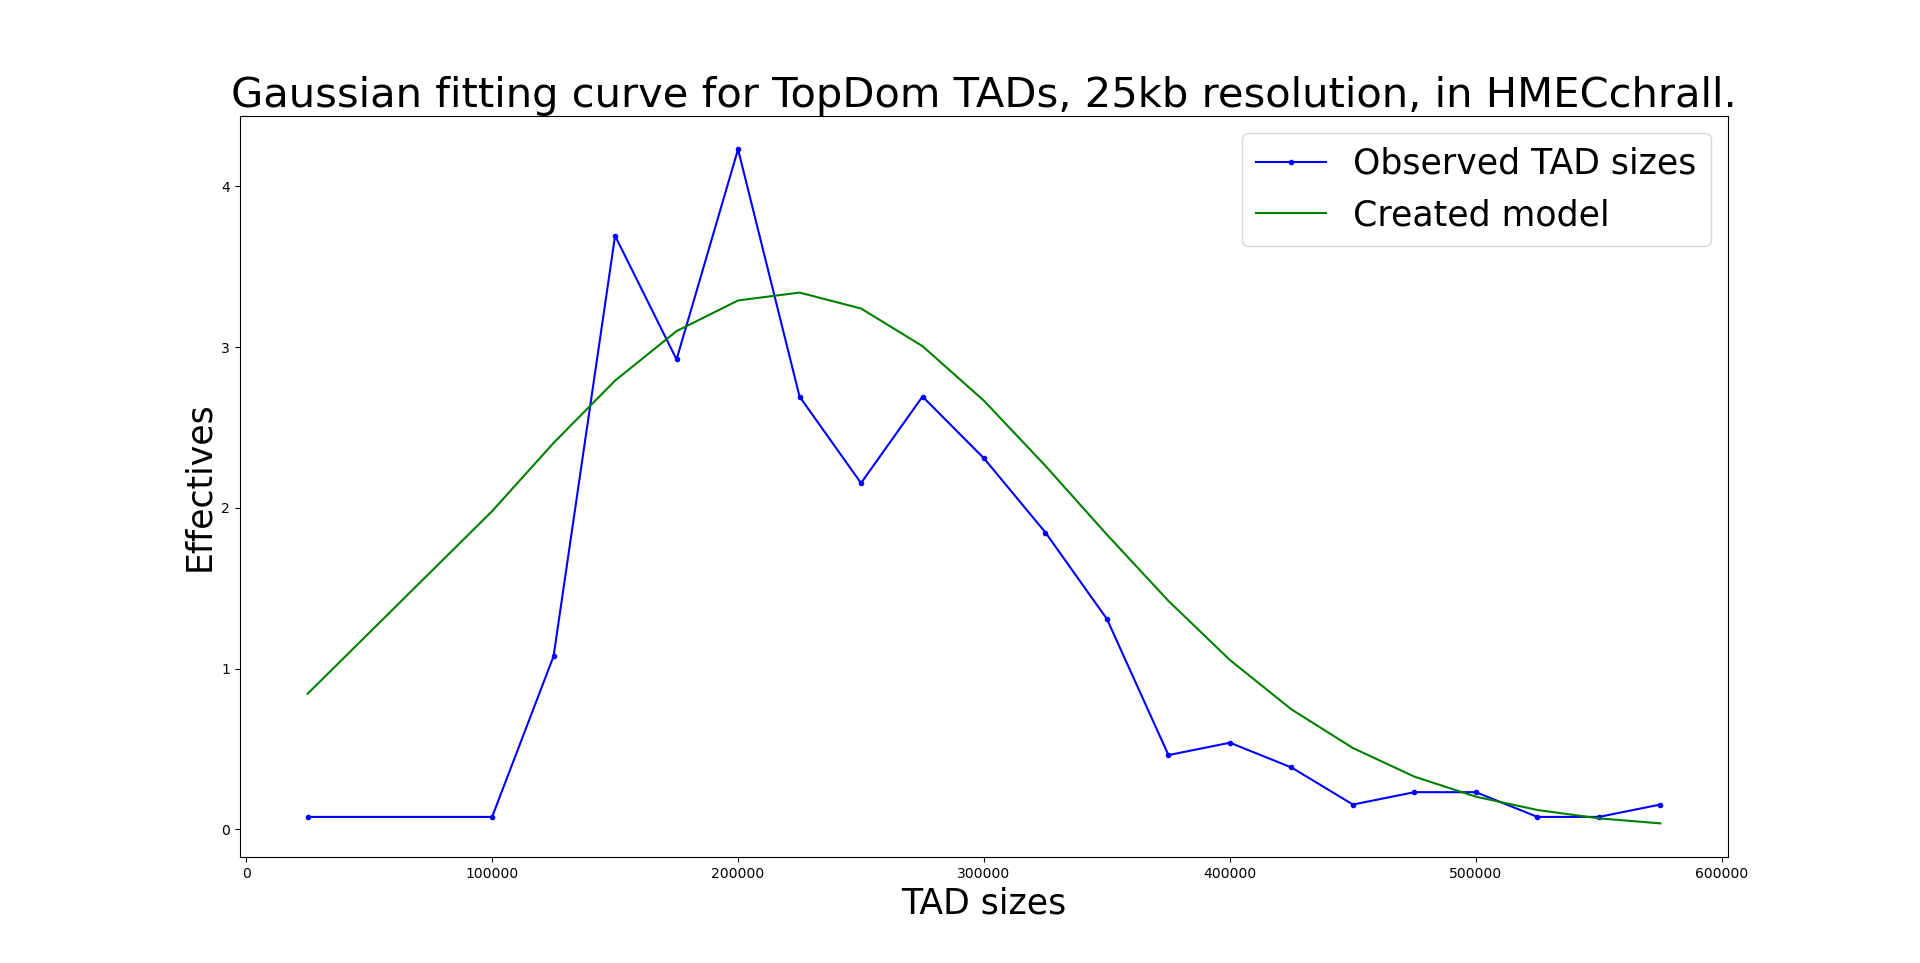 Gaussian fitting curve for TopDom TADs, 25kb resolution, in HMECchrall.
Observed TAD sizes
Created model
Effectives
4
3
2
1
0
0 100000 200000 300000 400000 500000 600000
TAD sizes